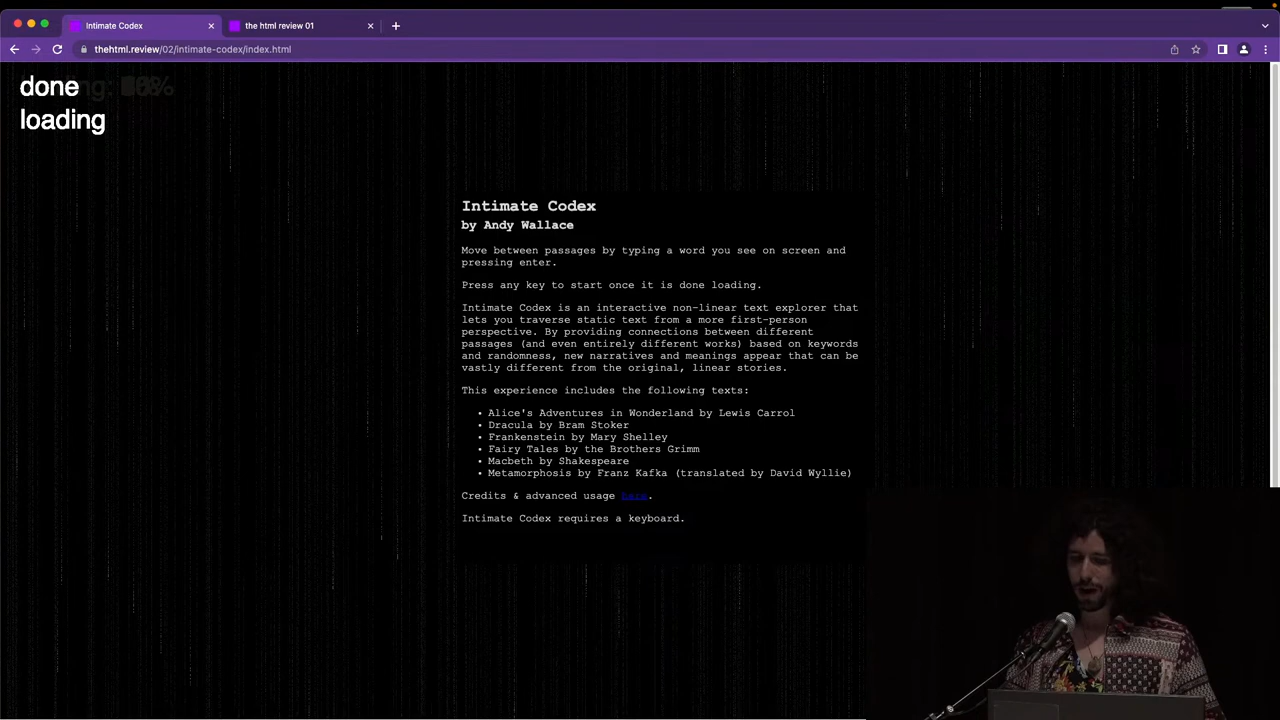 Intimate Codex
the html review 01
thehtml.review/02/intimate-codex/index.html
done
loading
Intimate Codex
by Andy Wallace
Move between passages by typing a word you see on screen and
pressing enter.
Press any key to start once it is done loading.
Intimate Codex is an interactive non-linear text explorer that
lets you traverse static text from a more first-person
perspective. By providing connections between different
passages (and even entirely different works) based on keywords
and randomness, new narratives and meanings appear that can be
vastly different from the original, linear stories.
This experience includes the following texts:
• Alice's Adventures in Wonderland by Lewis Carrol
• Dracula by Bram Stoker
• Frankenstein by Mary Shelley
• Fairy Tales by the Brothers Grimm
• Macbeth by Shakespeare
• Metamorphosis by Franz Kafka (translated by David Wyllie)
Credits & advanced usage here.
Intimate Codex requires a keyboard.